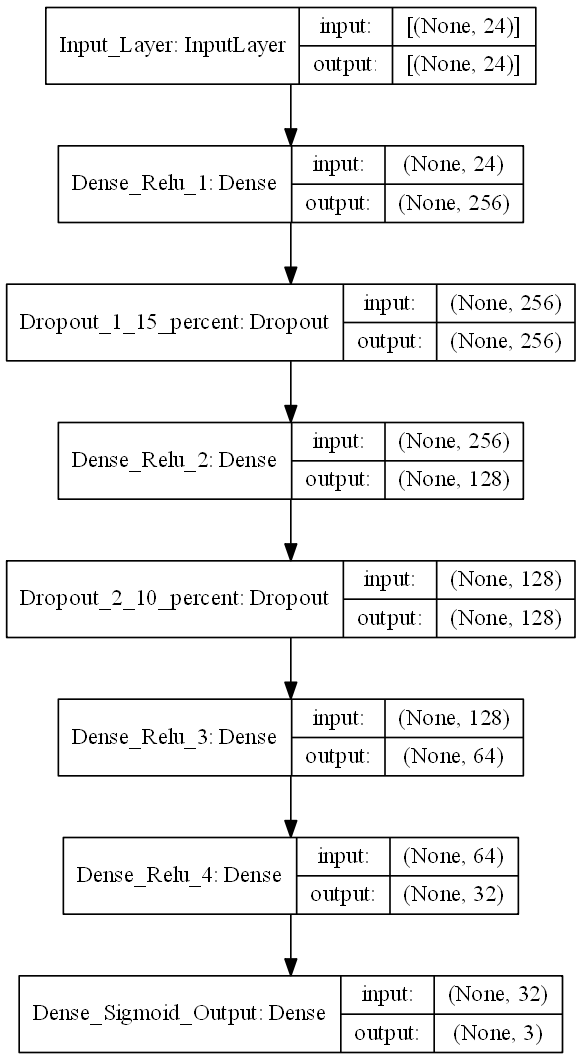 Input_Layer: InputLayer
input: [(None, 24)]
output: [(None, 24)]
Dense_Relu_1: Dense
input: (None, 24)
output: (None, 256)
Dropout_1_15_percent: Dropout
input: (None, 256)
output: (None, 256)
Dense_Relu_2: Dense
input: (None, 256)
output: (None, 128)
Dropout_2_10_percent: Dropout
input: (None, 128)
output: (None, 128)
Dense_Relu_3: Dense
input: (None, 128)
output: (None, 64)
Dense_Relu_4: Dense
input: (None, 64)
output: (None, 32)
Dense_Sigmoid_Output: Dense
input: (None, 32)
output: (None, 3)